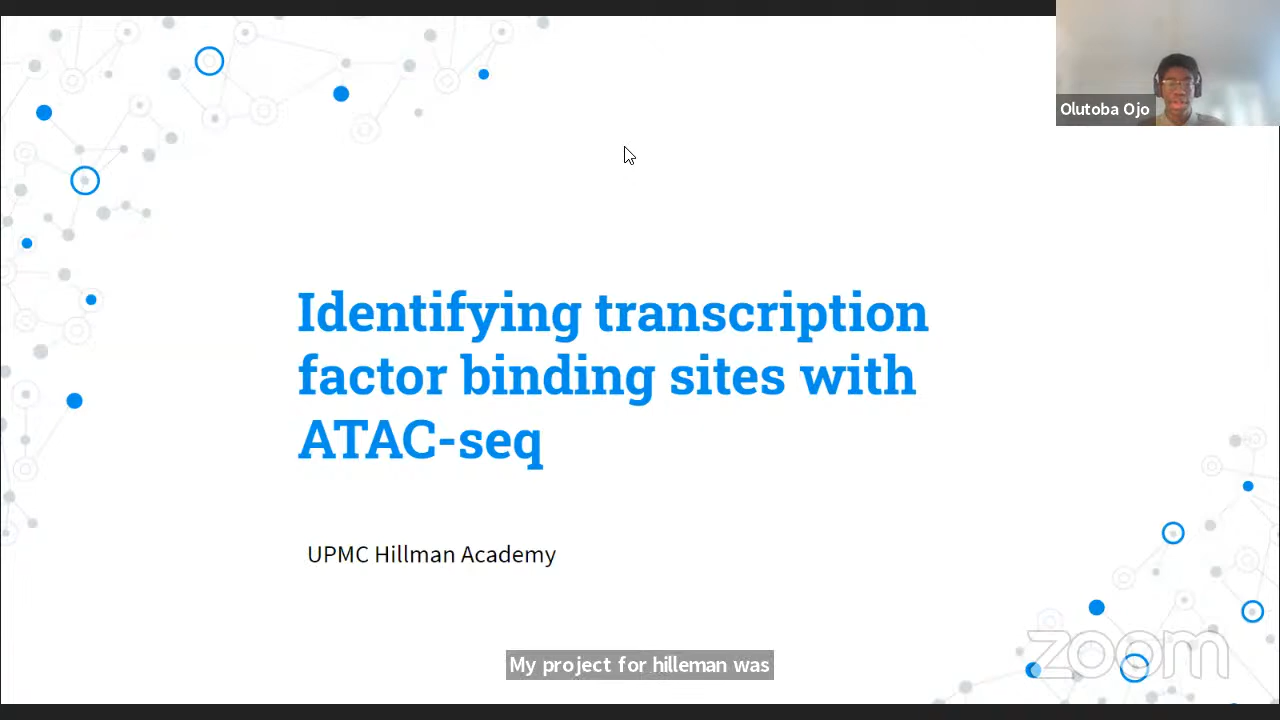 Olutoba Ojo
Identifying transcription
factor binding sites with
ATAC-seq
UPMC Hillman Academy
My project for hilleman was
zoom